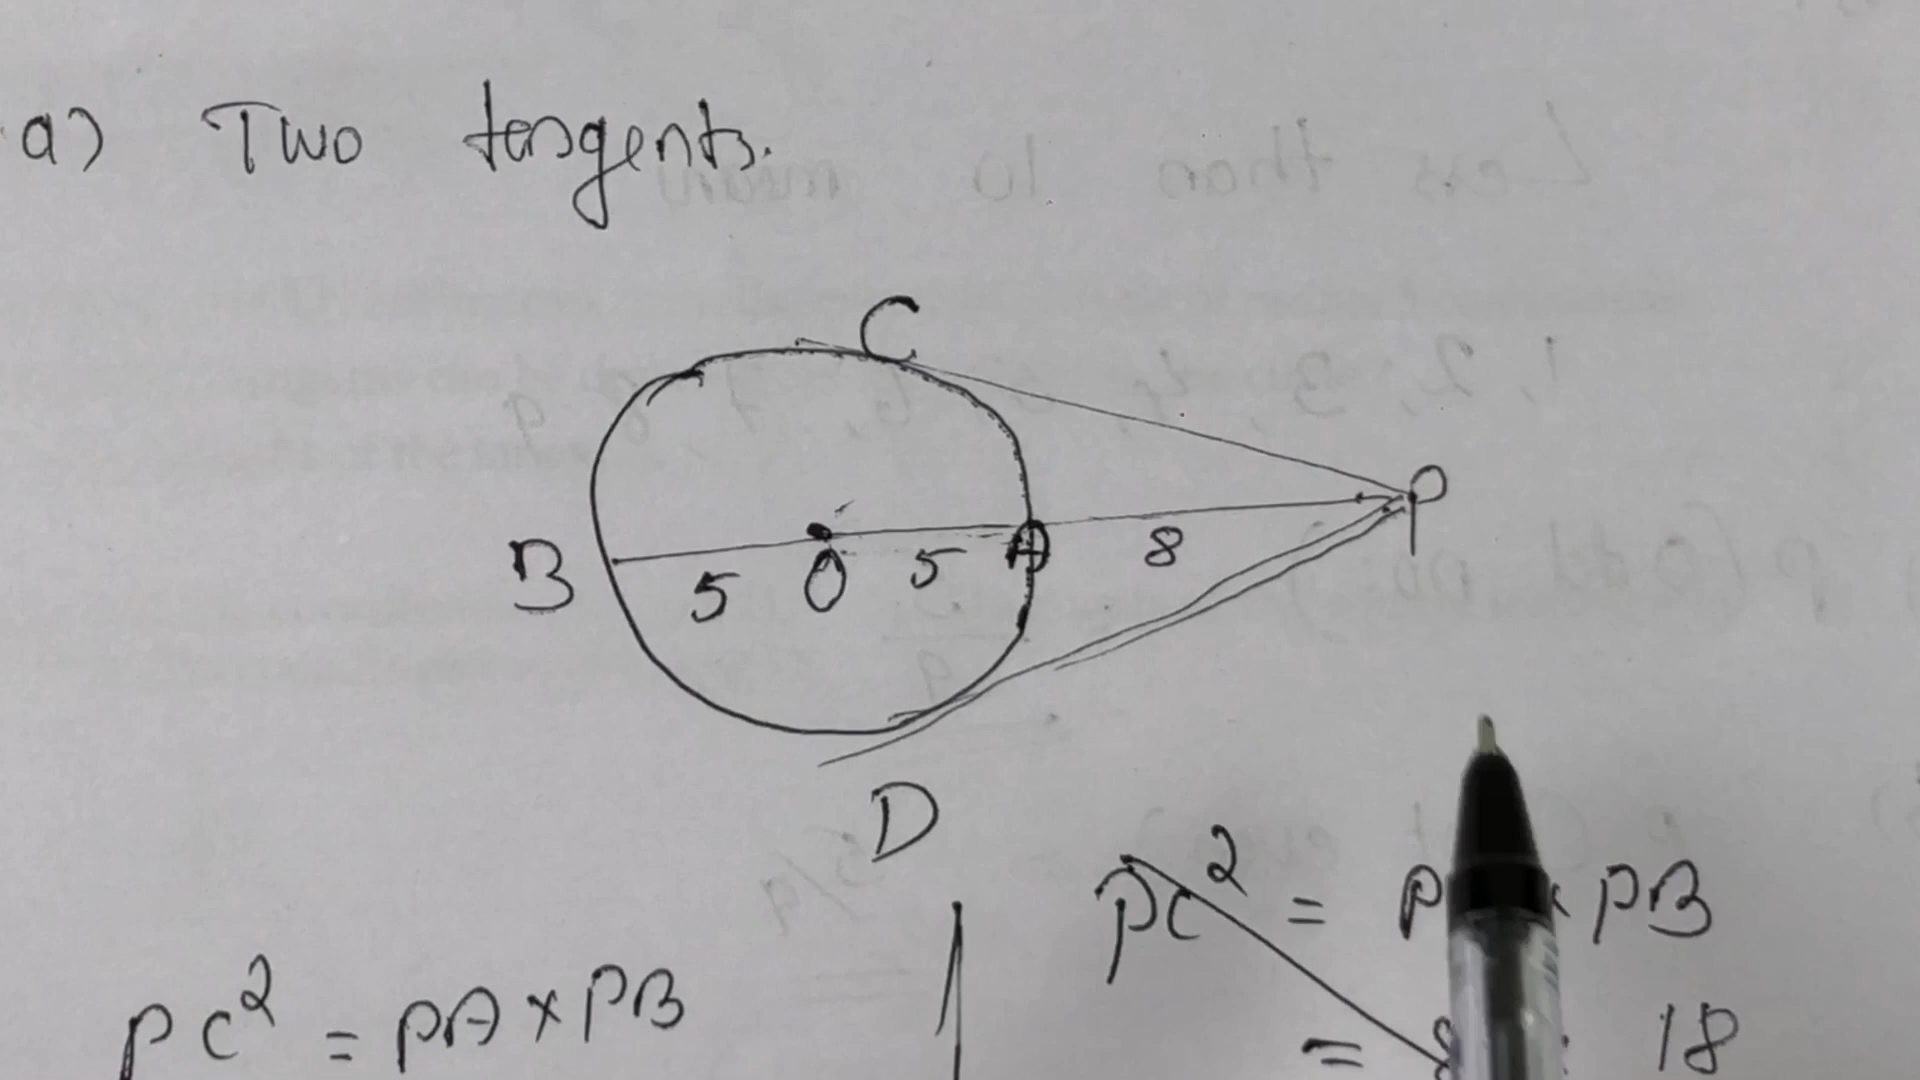 a) Two tangents.
C
P
B 5 O 5 A 8
D
PC² = PB
PC² = PA × PB
= 18